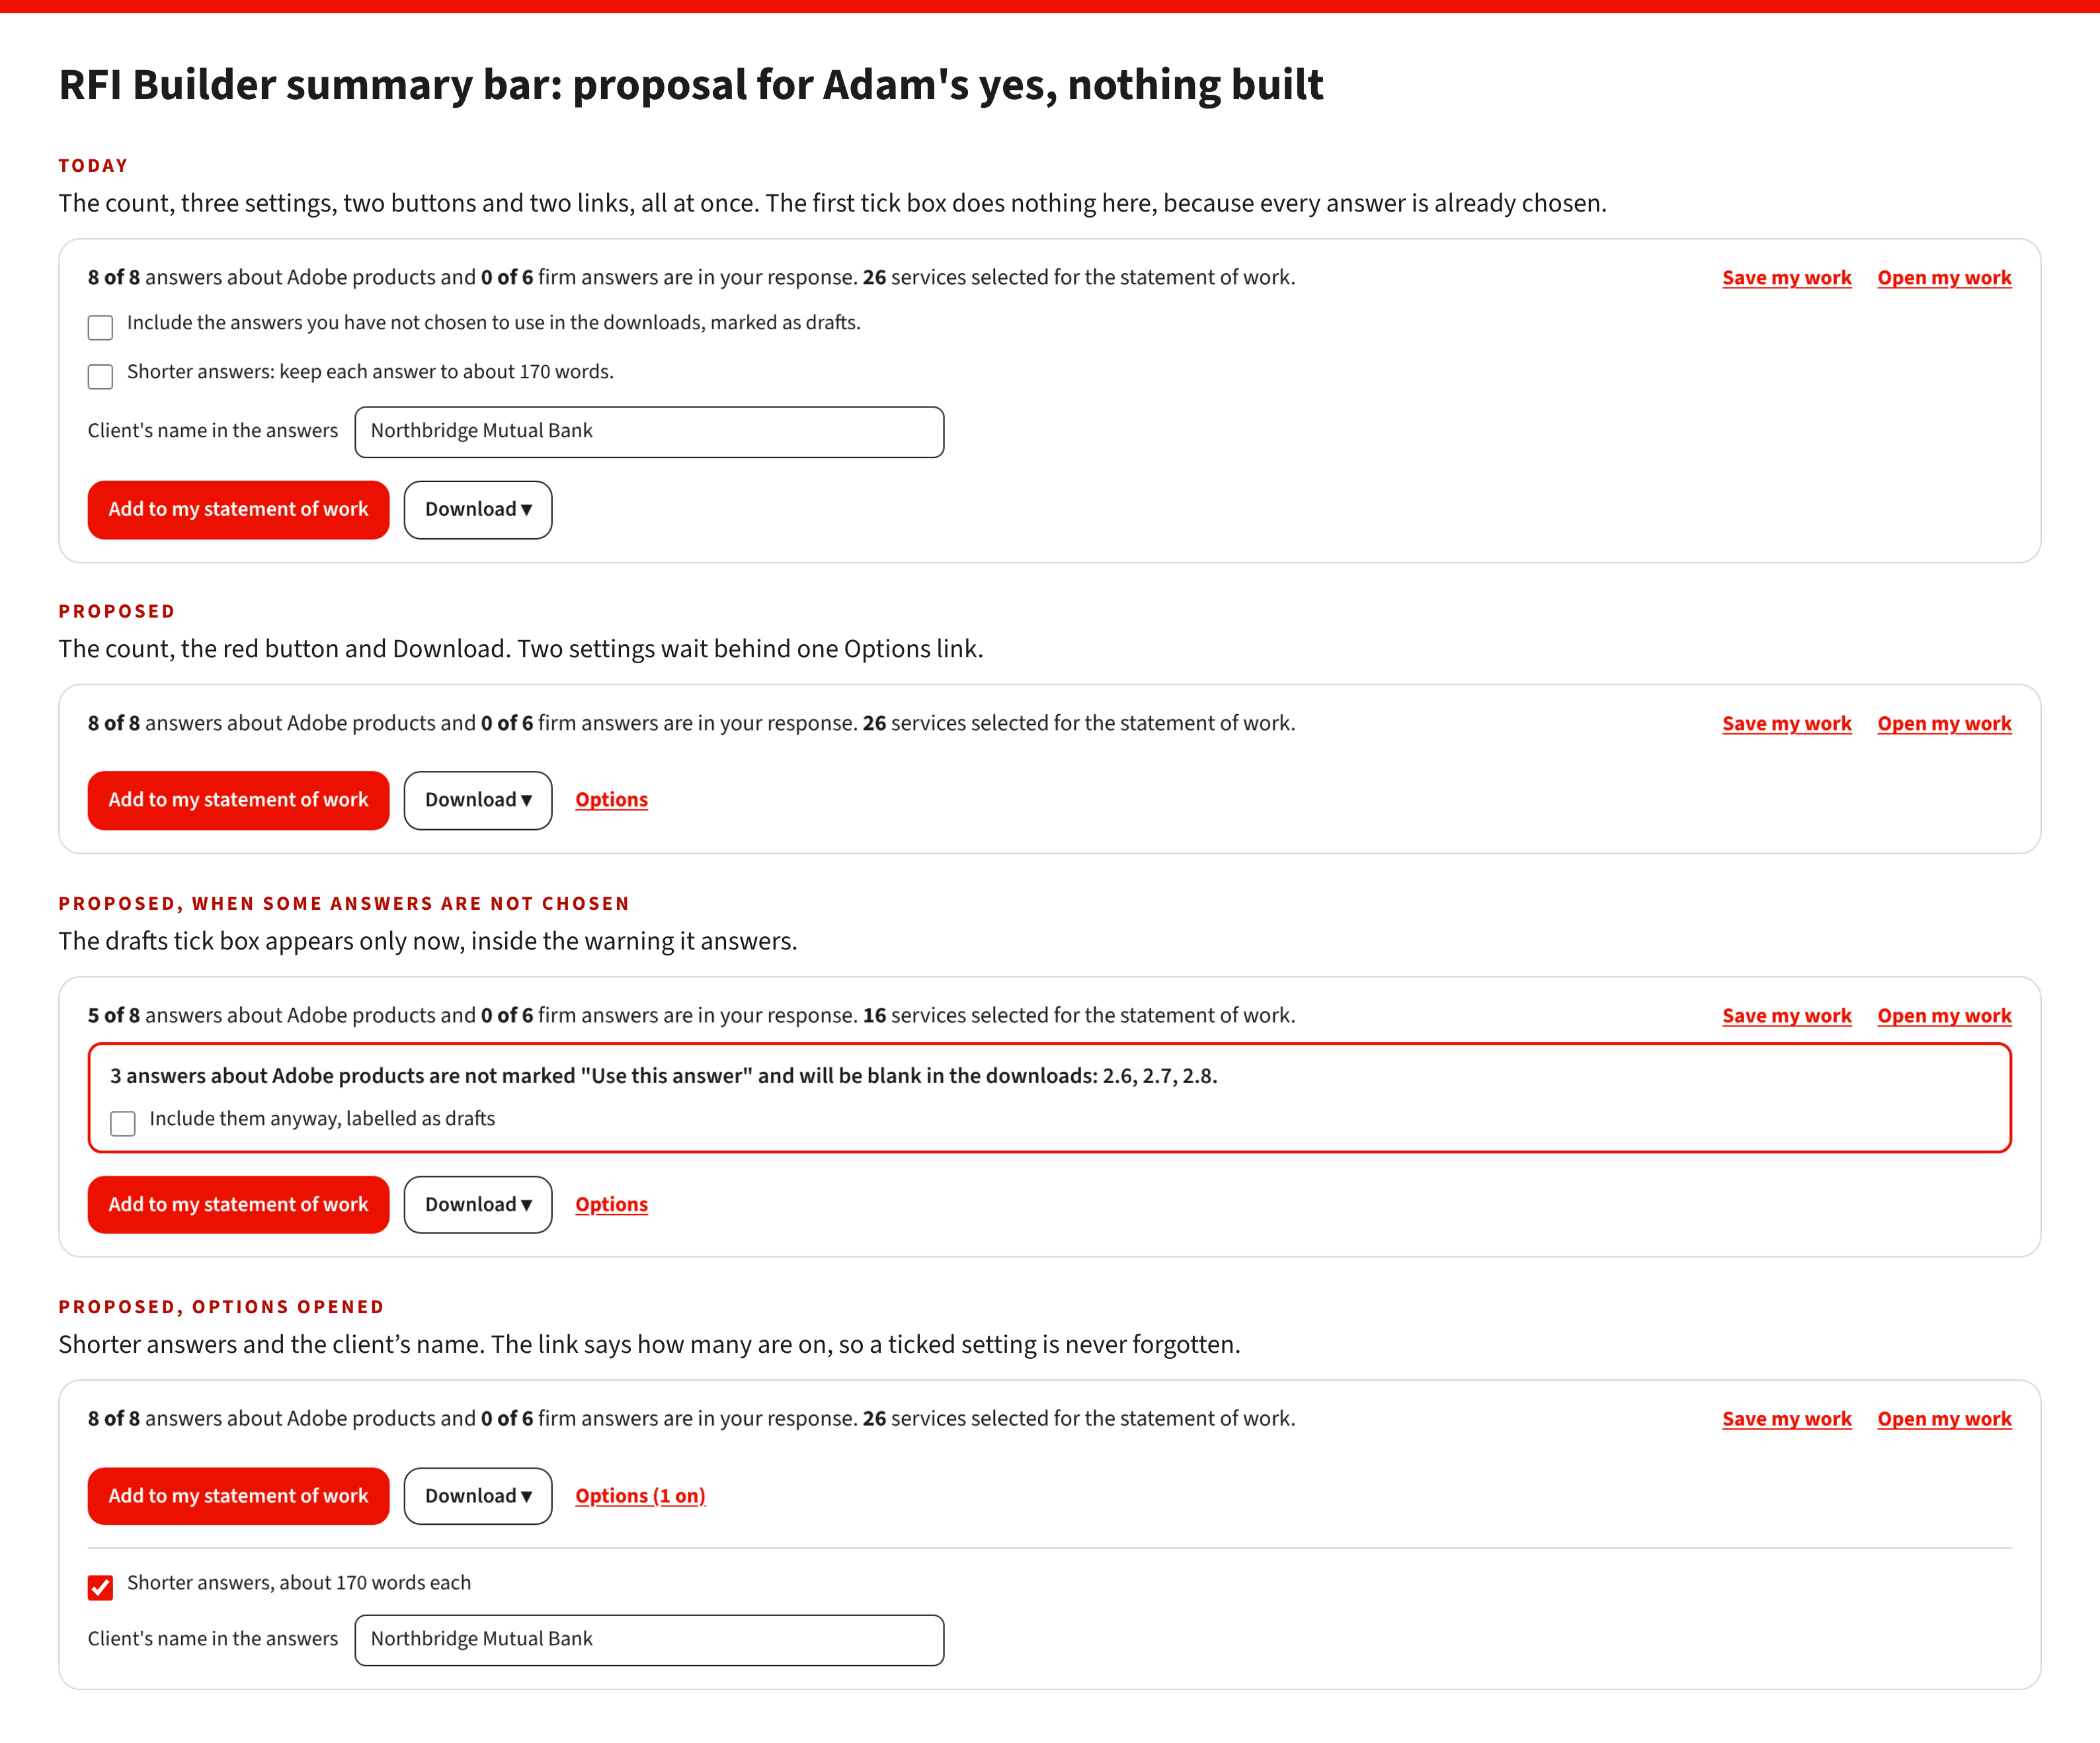 RFI Builder summary bar: proposal for Adam's yes, nothing built
TODAY
The count, three settings, two buttons and two links, all at once. The first tick box does nothing here, because every answer is already chosen.
8 of 8 answers about Adobe products and 0 of 6 firm answers are in your response. 26 services selected for the statement of work.
Save my work Open my work
Include the answers you have not chosen to use in the downloads, marked as drafts.
Shorter answers: keep each answer to about 170 words.
Client's name in the answers Northbridge Mutual Bank
Add to my statement of work Download ▼
PROPOSED
The count, the red button and Download. Two settings wait behind one Options link.
8 of 8 answers about Adobe products and 0 of 6 firm answers are in your response. 26 services selected for the statement of work.
Save my work Open my work
Add to my statement of work Download ▼ Options
PROPOSED, WHEN SOME ANSWERS ARE NOT CHOSEN
The drafts tick box appears only now, inside the warning it answers.
5 of 8 answers about Adobe products and 0 of 6 firm answers are in your response. 16 services selected for the statement of work.
Save my work Open my work
3 answers about Adobe products are not marked "Use this answer" and will be blank in the downloads: 2.6, 2.7, 2.8.
Include them anyway, labelled as drafts
Add to my statement of work Download ▼ Options
PROPOSED, OPTIONS OPENED
Shorter answers and the client’s name. The link says how many are on, so a ticked setting is never forgotten.
8 of 8 answers about Adobe products and 0 of 6 firm answers are in your response. 26 services selected for the statement of work.
Save my work Open my work
Add to my statement of work Download ▼ Options (1 on)
Shorter answers, about 170 words each
Client's name in the answers Northbridge Mutual Bank